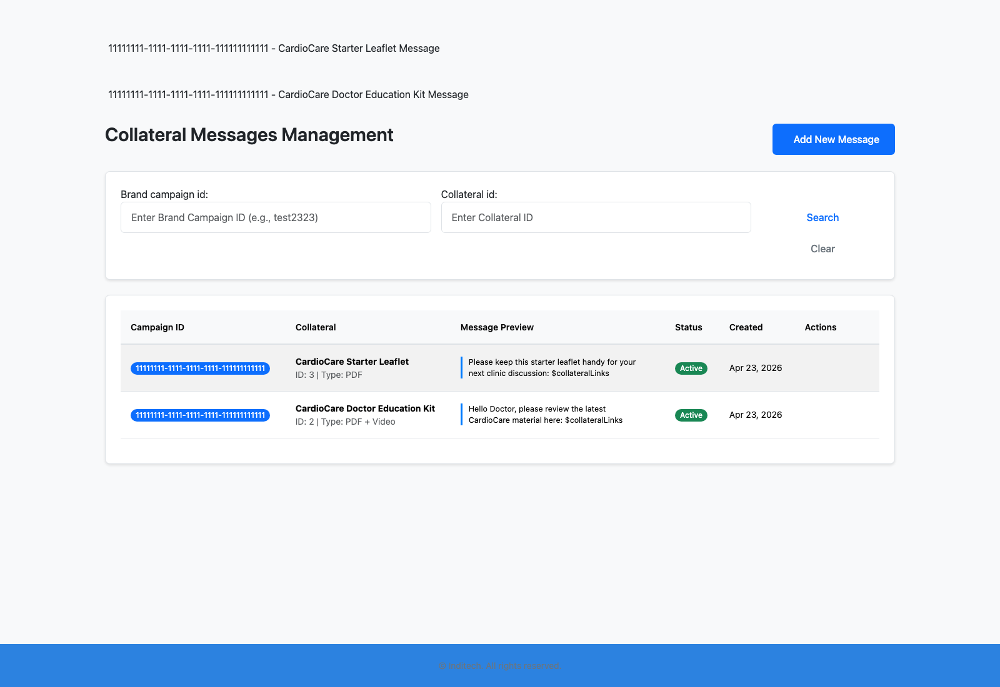 11111111-1111-1111-1111-111111111111 - CardioCare Starter Leaflet Message
11111111-1111-1111-1111-111111111111 - CardioCare Doctor Education Kit Message
Collateral Messages Management
Add New Message
Brand campaign id:
Collateral id:
Enter Brand Campaign ID (e.g., test2323)
Enter Collateral ID
Search
Clear
Campaign ID Collateral Message Preview Status Created Actions
11111111-1111-1111-1111-111111111111
CardioCare Starter Leaflet
ID: 3 | Type: PDF
Please keep this starter leaflet handy for your
next clinic discussion: $collateralLinks
Active
Apr 23, 2026
11111111-1111-1111-1111-111111111111
CardioCare Doctor Education Kit
ID: 2 | Type: PDF + Video
Hello Doctor, please review the latest
CardioCare material here: $collateralLinks
Active
Apr 23, 2026
© All rights reserved.